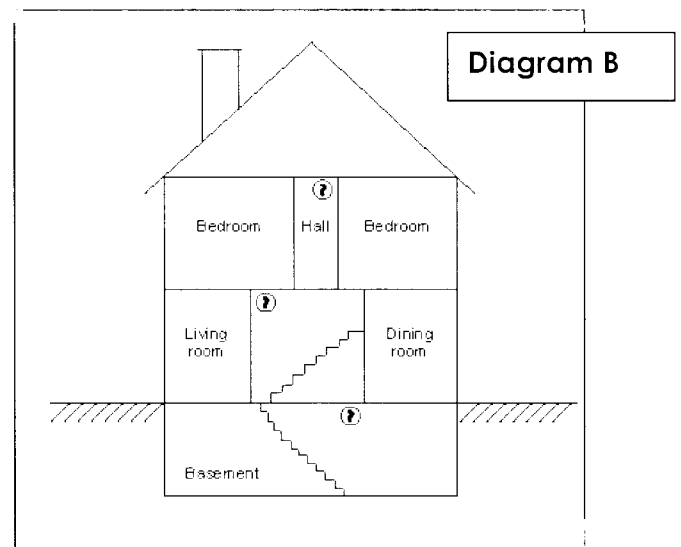 Diagram B
Bedroom
Hall
Bedroom
Living
room
Dining
room
Basement